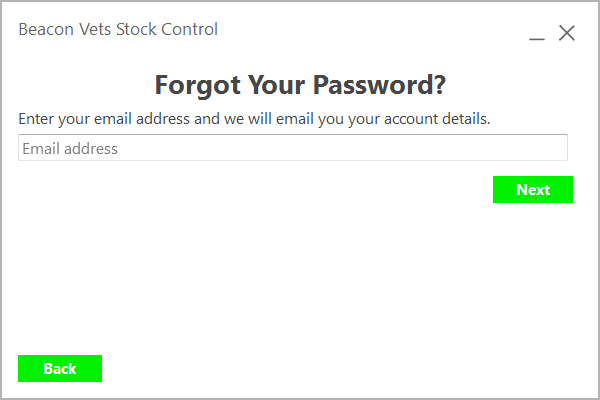 Beacon Vets Stock Control
Forgot Your Password?
Enter your email address and we will email you your account details.
Email address
Next
Back